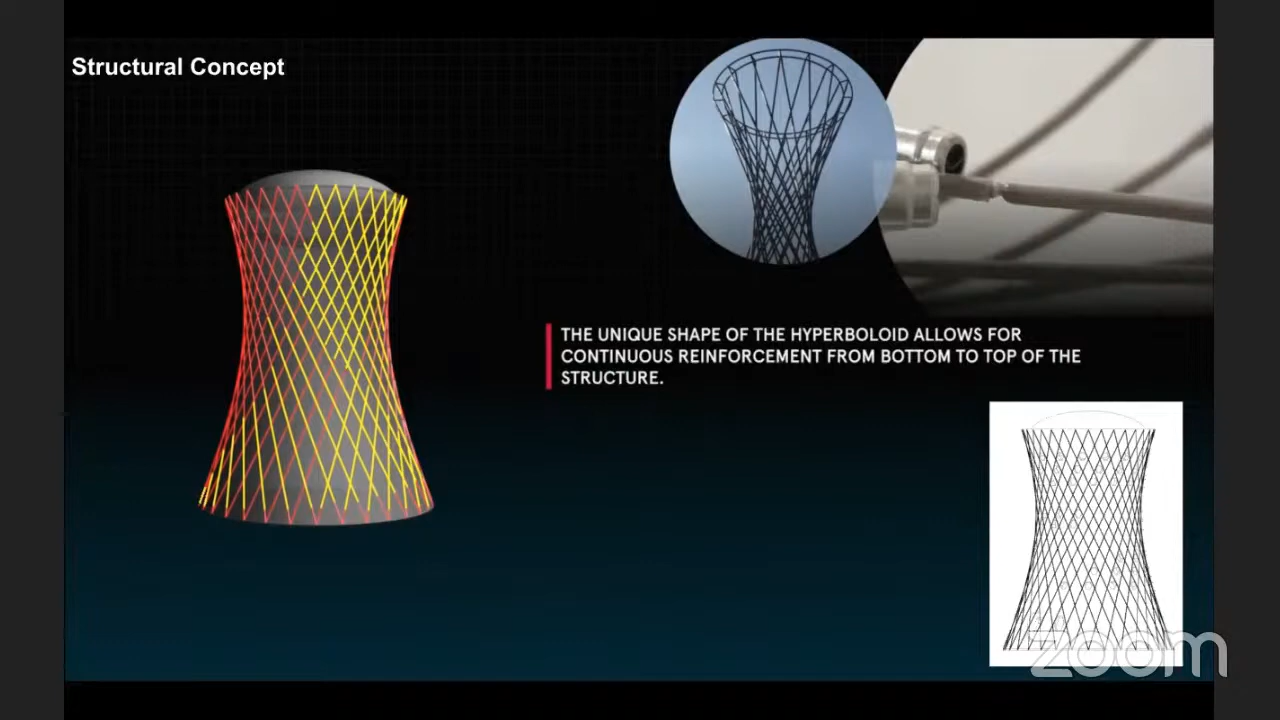 Structural Concept
THE UNIQUE SHAPE OF THE HYPERBOLOID ALLOWS FOR
CONTINUOUS REINFORCEMENT FROM BOTTOM TO TOP OF THE
STRUCTURE.
zoom